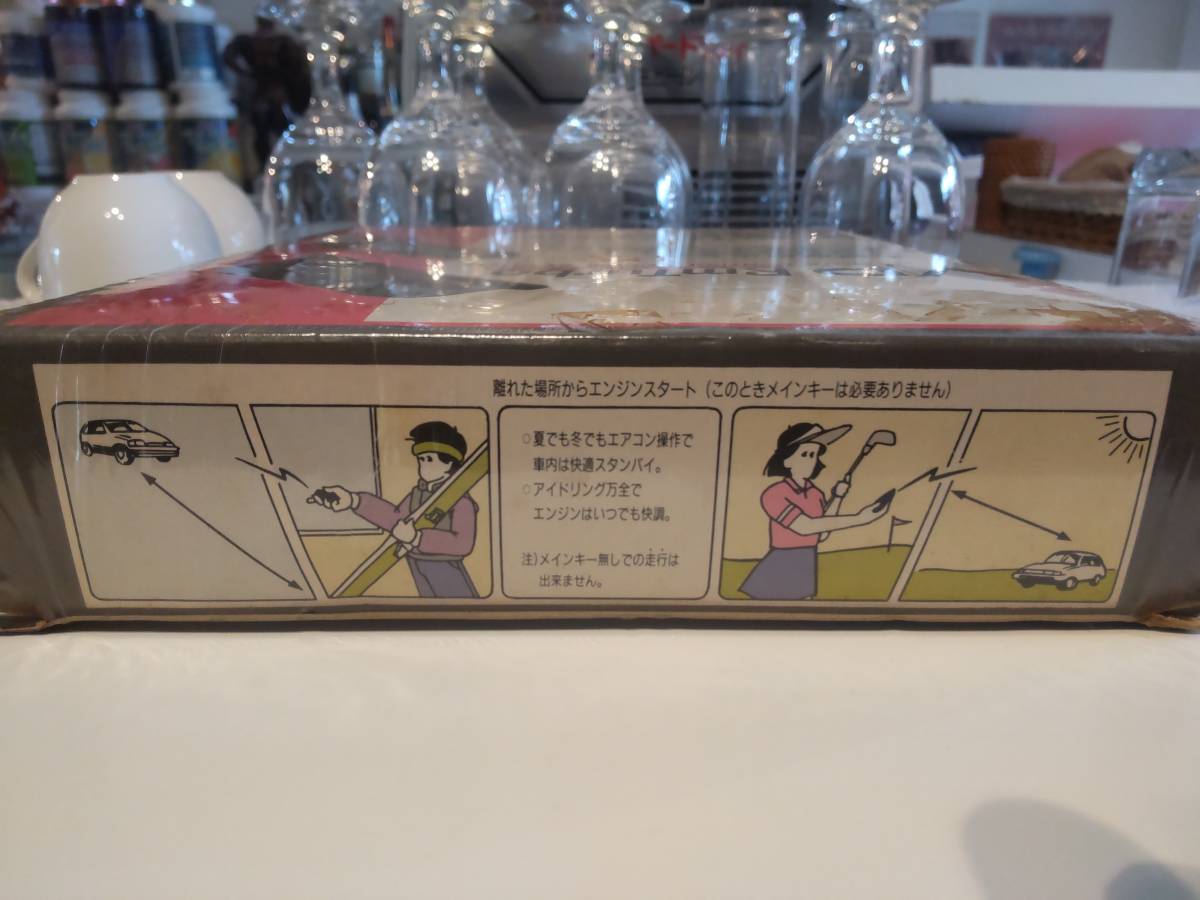 離れた場所からエンジンスタート（このときメインキーは必要ありません）
○夏でも冬でもエアコン操作で
車内は快適スタンバイ。
○アイドリング万全で
エンジンはいつでも快調。
注）メインキー無しでの走行は
出来ません。